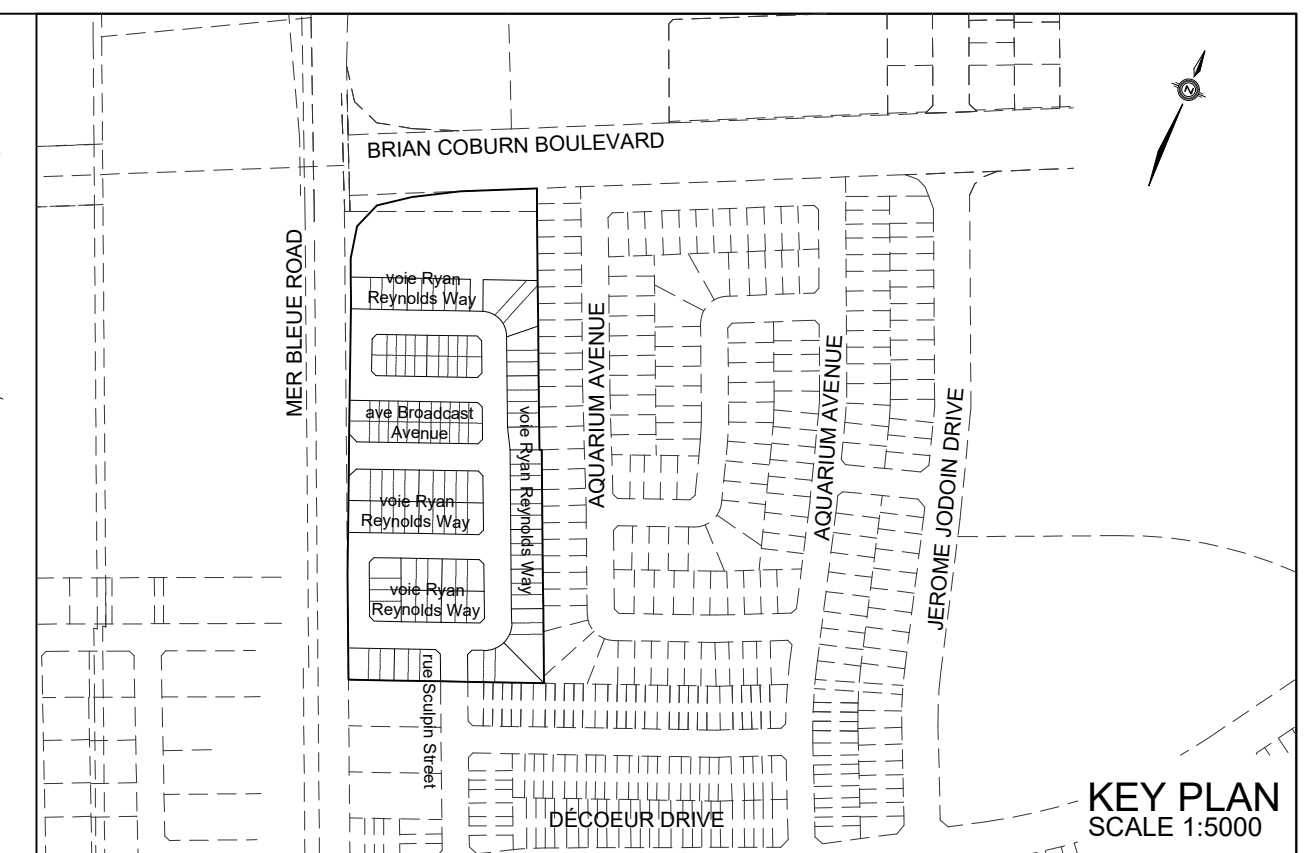 BRIAN COBURN BOULEVARD
N
MER BLEUE ROAD
voie Ryan
Reynolds Way
AQUARIUM AVENUE
AQUARIUM AVENUE
JEROME JODOIN DRIVE
ave Broadcast
Avenue
voie Ryan Reynolds Way
voie Ryan
Reynolds Way
voie Ryan
Reynolds Way
rue Sculpin Street
DÉCOEUR DRIVE
KEY PLAN
SCALE 1:5000